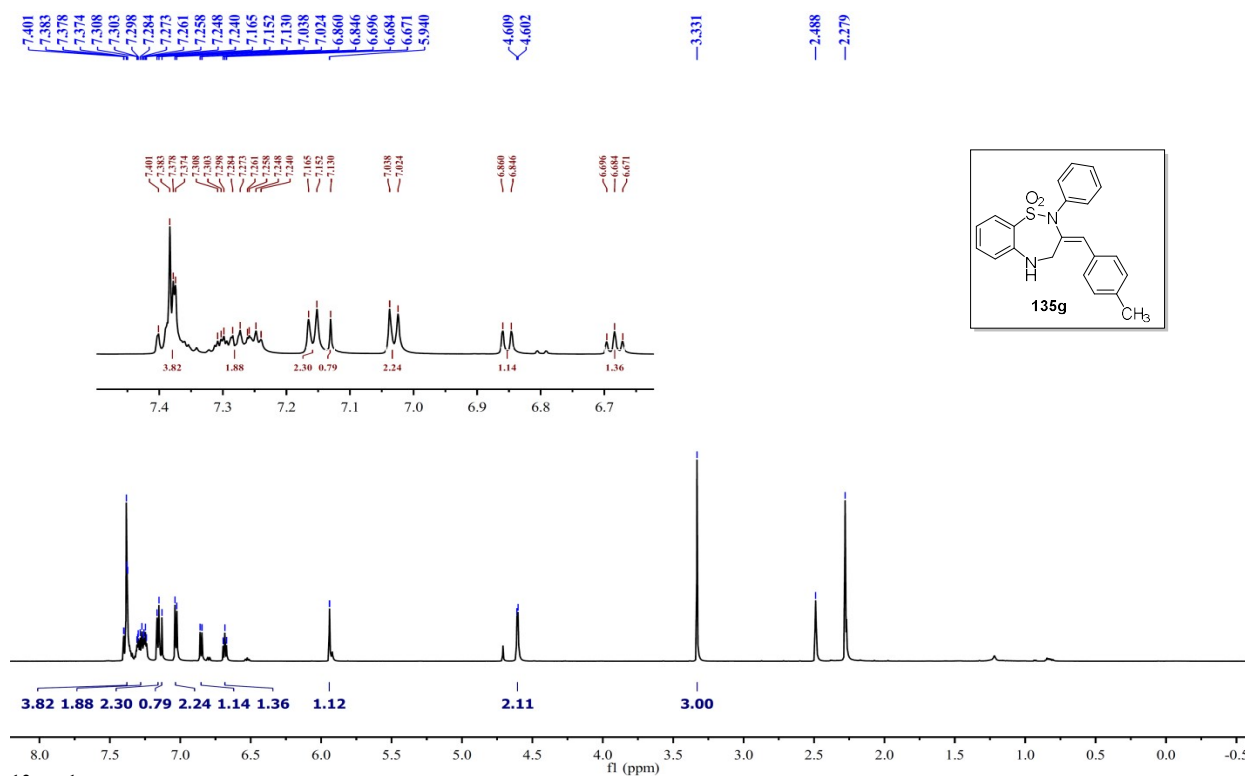 7.401 7.383 7.378 7.374 7.308 7.303 7.298 7.284 7.273 7.261 7.258 7.248 7.240 7.165 7.152 7.130 7.038 7.024 6.860 6.846 6.696 6.684 6.671 5.940 4.609 4.602 3.331 2.488 2.279
7.401 7.383 7.378 7.374 7.308 7.303 7.298 7.284 7.273 7.261 7.258 7.248 7.240 7.165 7.152 7.130 7.038 7.024 6.860 6.846 6.696 6.684 6.671
O2
S N
N
H
CH3
135g
3.82 1.88 2.30 0.79 2.24 1.14 1.36
7.4 7.3 7.2 7.1 7.0 6.9 6.8 6.7
3.82 1.88 2.30 0.79 2.24 1.14 1.36 1.12 2.11 3.00
8.0 7.5 7.0 6.5 6.0 5.5 5.0 4.5 4.0 3.5 3.0 2.5 2.0 1.5 1.0 0.5 0.0 -0.5
f1 (ppm)